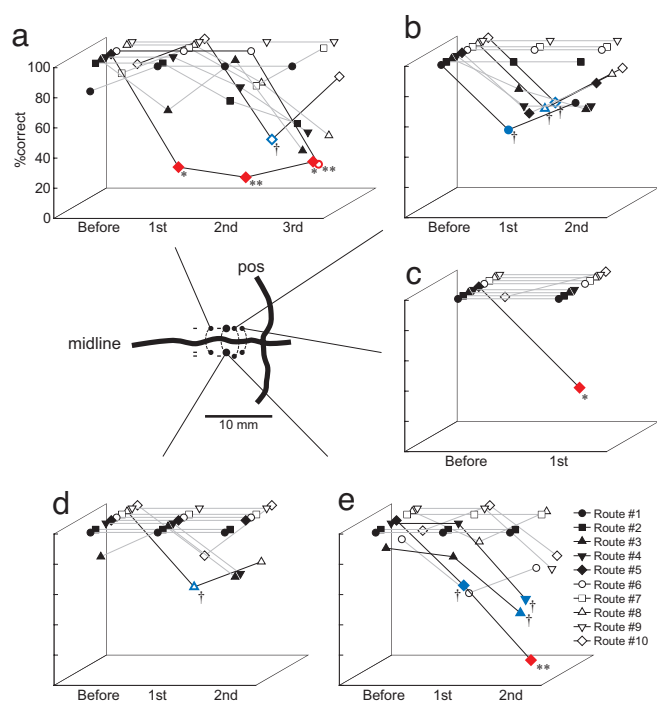 a
b
%correct
100
80
60
40
20
0
†
* ** * **
Before 1st 2nd 3rd
† † †
Before 1st 2nd
pos
midline
10 mm
c
*
Before 1st
d
†
Before 1st 2nd
e
† † †
**
Before 1st 2nd
Route #1
Route #2
Route #3
Route #4
Route #5
Route #6
Route #7
Route #8
Route #9
Route #10